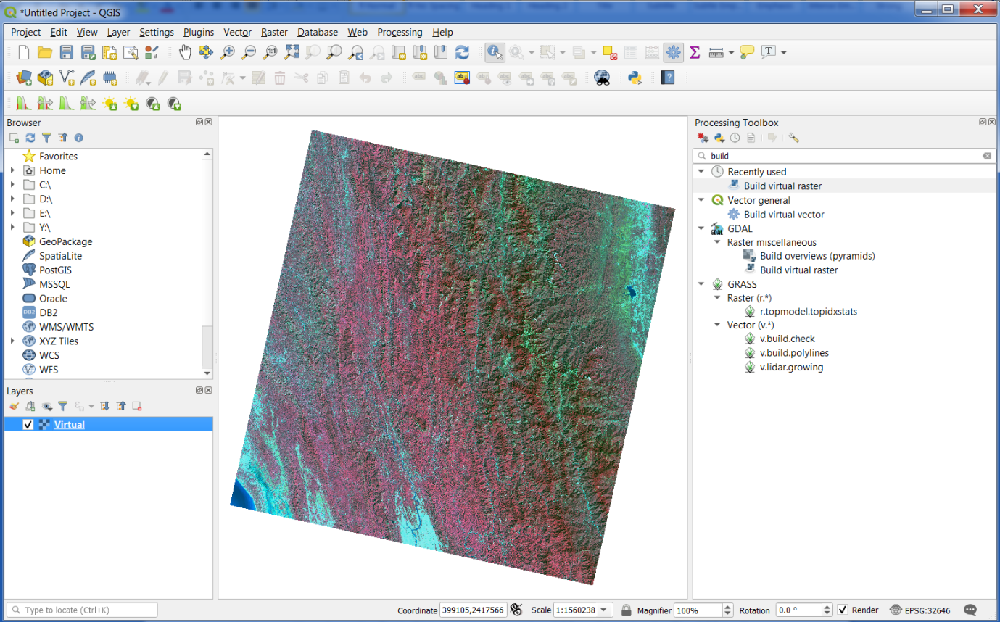 *Untitled Project - QGIS
Project Edit View Layer Settings Plugins Vector Raster Database Web Processing Help
Browser
Favorites
Home
C:\
D:\
E:\
Y:\
GeoPackage
SpatiaLite
PostGIS
MSSQL
Oracle
DB2 DB2
WMS/WMTS
XYZ Tiles
WCS
WFS
Layers
Virtual
Processing Toolbox
build
Recently used
Build virtual raster
Vector general
Build virtual vector
GDAL GDAL
Raster miscellaneous
Build overviews (pyramids)
Build virtual raster
GRASS
Raster (r.*)
r.topmodel.topidxstats
Vector (v.*)
v.build.check
v.build.polylines
v.lidar.growing
Type to locate (Ctrl+K) Coordinate 399105,2417566 Scale 1:1560238 Magnifier 100% Rotation 0.0 ° Render EPSG:32646